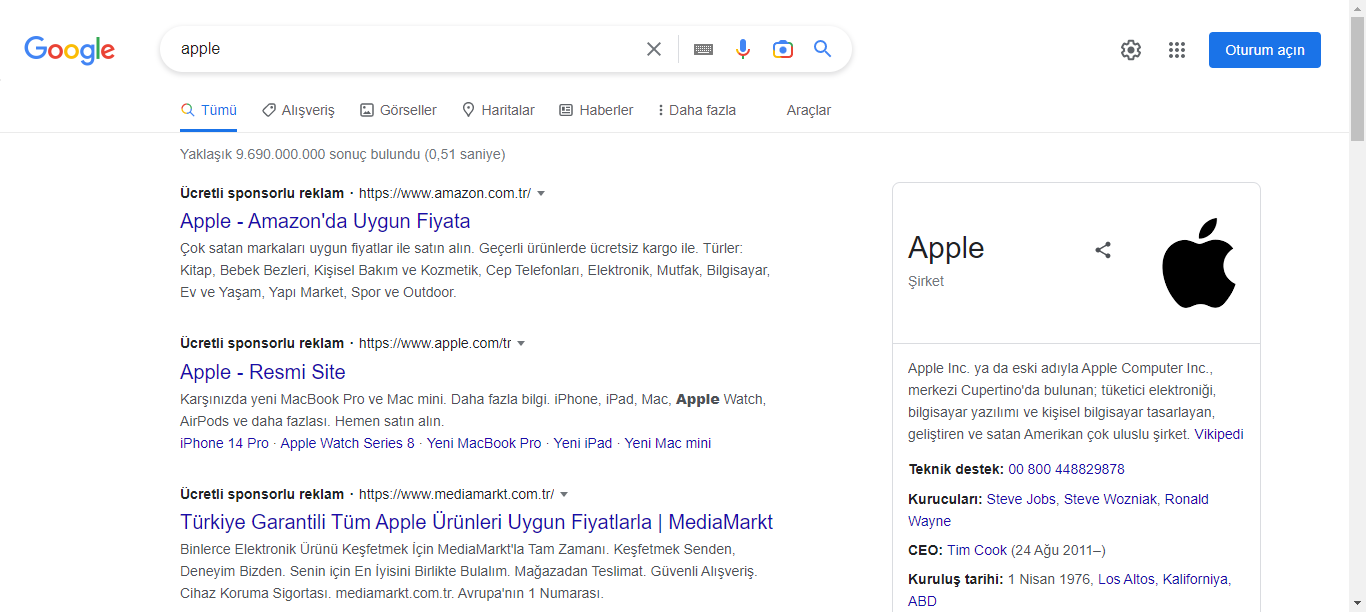 Google
apple
Oturum açın
Tümü
Alışveriş
Görseller
Haritalar
Haberler
Daha fazla
Araçlar
Yaklaşık 9.690.000.000 sonuç bulundu (0,51 saniye)
Ücretli sponsorlu reklam · https://www.amazon.com.tr/
Apple - Amazon'da Uygun Fiyata
Çok satan markaları uygun fiyatlar ile satın alın. Geçerli ürünlerde ücretsiz kargo ile. Türler:
Kitap, Bebek Bezleri, Kişisel Bakım ve Kozmetik, Cep Telefonları, Elektronik, Mutfak, Bilgisayar,
Ev ve Yaşam, Yapı Market, Spor ve Outdoor.
Ücretli sponsorlu reklam · https://www.apple.com/tr
Apple - Resmi Site
Karşınızda yeni MacBook Pro ve Mac mini. Daha fazla bilgi. iPhone, iPad, Mac, Apple Watch,
AirPods ve daha fazlası. Hemen satın alın.
iPhone 14 Pro · Apple Watch Series 8 · Yeni MacBook Pro · Yeni iPad · Yeni Mac mini
Ücretli sponsorlu reklam · https://www.mediamarkt.com.tr/
Türkiye Garantili Tüm Apple Ürünleri Uygun Fiyatlarla | MediaMarkt
Binlerce Elektronik Ürünü Keşfetmek İçin MediaMarkt'la Tam Zamanı. Keşfetmek Senden,
Deneyim Bizden. Senin için En İyisini Birlikte Bulalım. Mağazadan Teslimat. Güvenli Alışveriş.
Cihaz Koruma Sigortası. mediamarkt.com.tr. Avrupa'nın 1 Numarası.
Apple
Şirket
Apple Inc. ya da eski adıyla Apple Computer Inc.,
merkezi Cupertino'da bulunan; tüketici elektroniği,
bilgisayar yazılımı ve kişisel bilgisayar tasarlayan,
geliştiren ve satan Amerikan çok uluslu şirket. Vikipedi
Teknik destek: 00 800 448829878
Kurucuları: Steve Jobs, Steve Wozniak, Ronald
Wayne
CEO: Tim Cook (24 Ağu 2011–)
Kuruluş tarihi: 1 Nisan 1976, Los Altos, Kaliforniya,
ABD